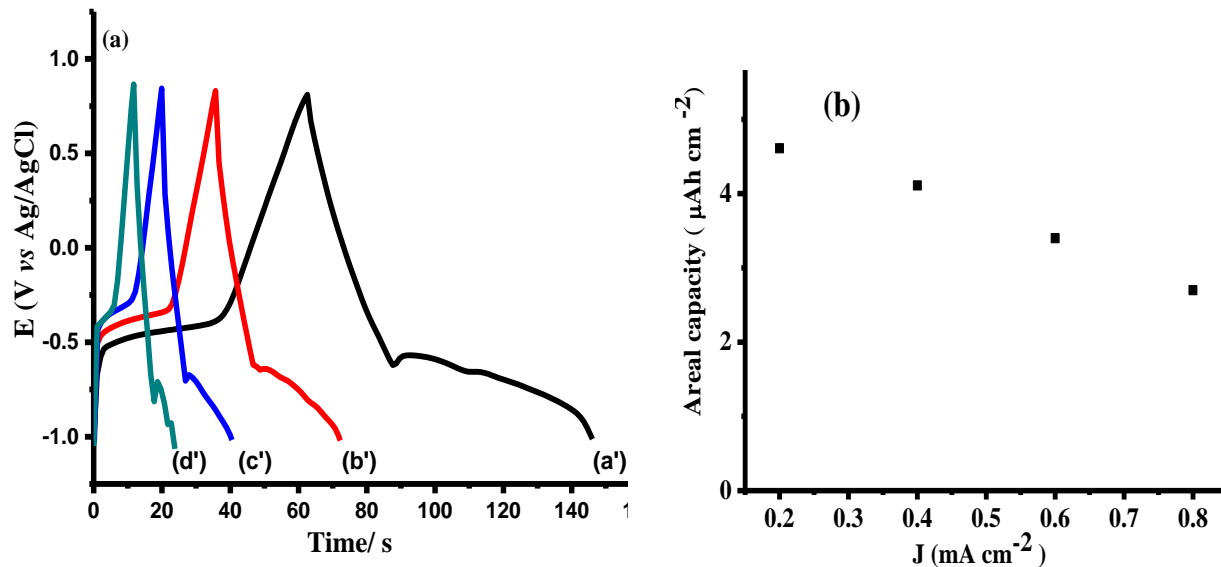 (a)
E (V vs Ag/AgCl)
1.0
0.5
0.0
-0.5
-1.0
(d')
(c')
(b')
(a')
0 20 40 60 80 100 120 140 1
Time/ s
(b)
Areal capacity ( µAh cm-2)
4
2
0
0.2 0.3 0.4 0.5 0.6 0.7 0.8
J (mA cm-2)